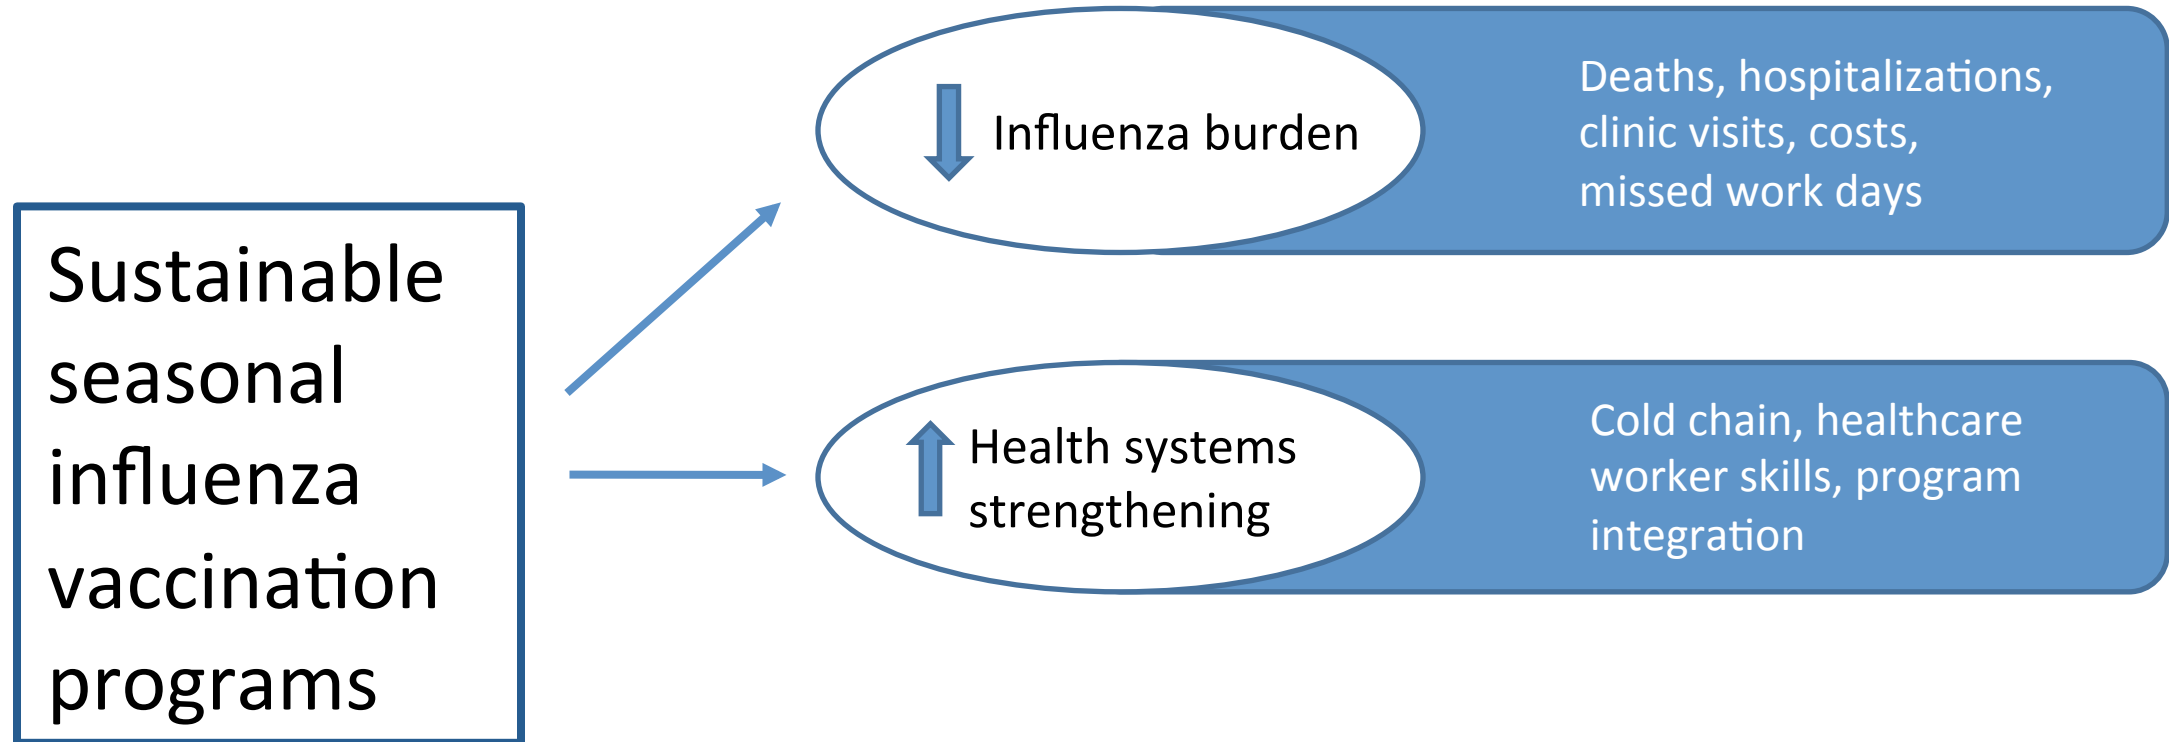 Sustainable
seasonal
influenza
vaccination
programs
Influenza burden
Deaths, hospitalizations,
clinic visits, costs,
missed work days
Health systems
strengthening
Cold chain, healthcare
worker skills, program
integration